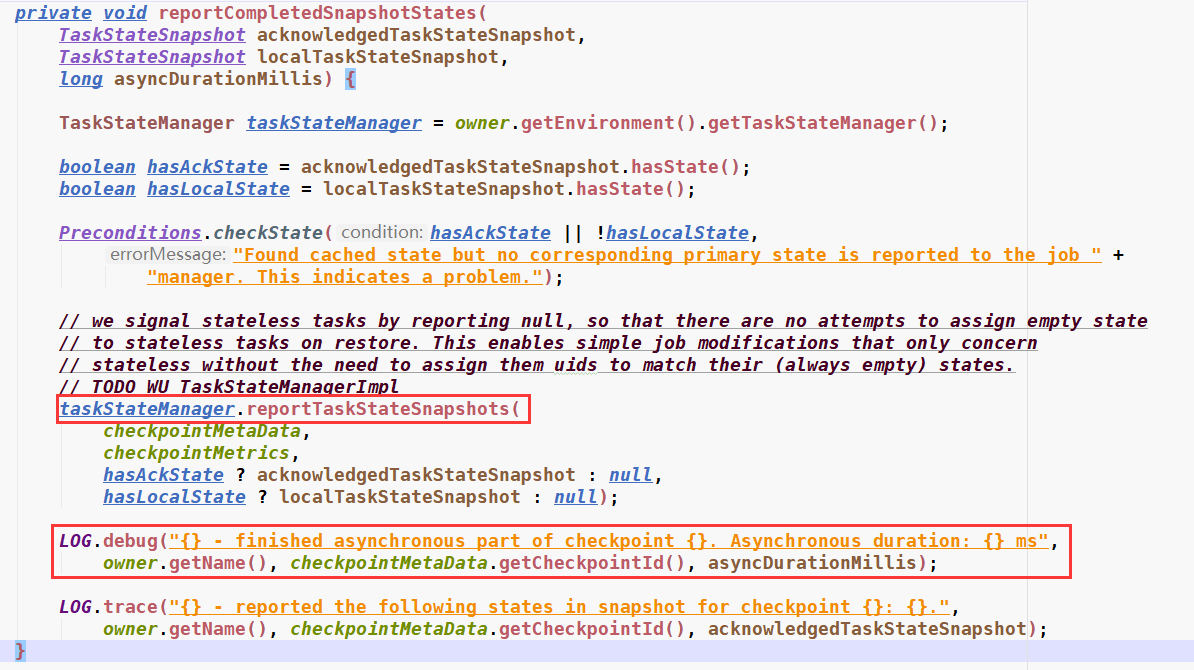 private void reportCompletedSnapshotStates(
    TaskStateSnapshot acknowledgedTaskStateSnapshot,
    TaskStateSnapshot localTaskStateSnapshot,
    long asyncDurationMillis) {
    TaskStateManager taskStateManager = owner.getEnvironment().getTaskStateManager();
    boolean hasAckState = acknowledgedTaskStateSnapshot.hasState();
    boolean hasLocalState = localTaskStateSnapshot.hasState();
    Preconditions.checkState( condition: hasAckState || !hasLocalState,
        errorMessage: "Found cached state but no corresponding primary state is reported to the job " +
            "manager. This indicates a problem.");
    // we signal stateless tasks by reporting null, so that there are no attempts to assign empty state
    // to stateless tasks on restore. This enables simple job modifications that only concern
    // stateless without the need to assign them uids to match their (always empty) states.
    // TODO WU TaskStateManagerImpl
    taskStateManager.reportTaskStateSnapshots(
        checkpointMetaData,
        checkpointMetrics,
        hasAckState ? acknowledgedTaskStateSnapshot : null,
        hasLocalState ? localTaskStateSnapshot : null);
    LOG.debug("{} - finished asynchronous part of checkpoint {}. Asynchronous duration: {} ms",
        owner.getName(), checkpointMetaData.getCheckpointId(), asyncDurationMillis);
    LOG.trace("{} - reported the following states in snapshot for checkpoint {}: {}.",
        owner.getName(), checkpointMetaData.getCheckpointId(), acknowledgedTaskStateSnapshot);
}